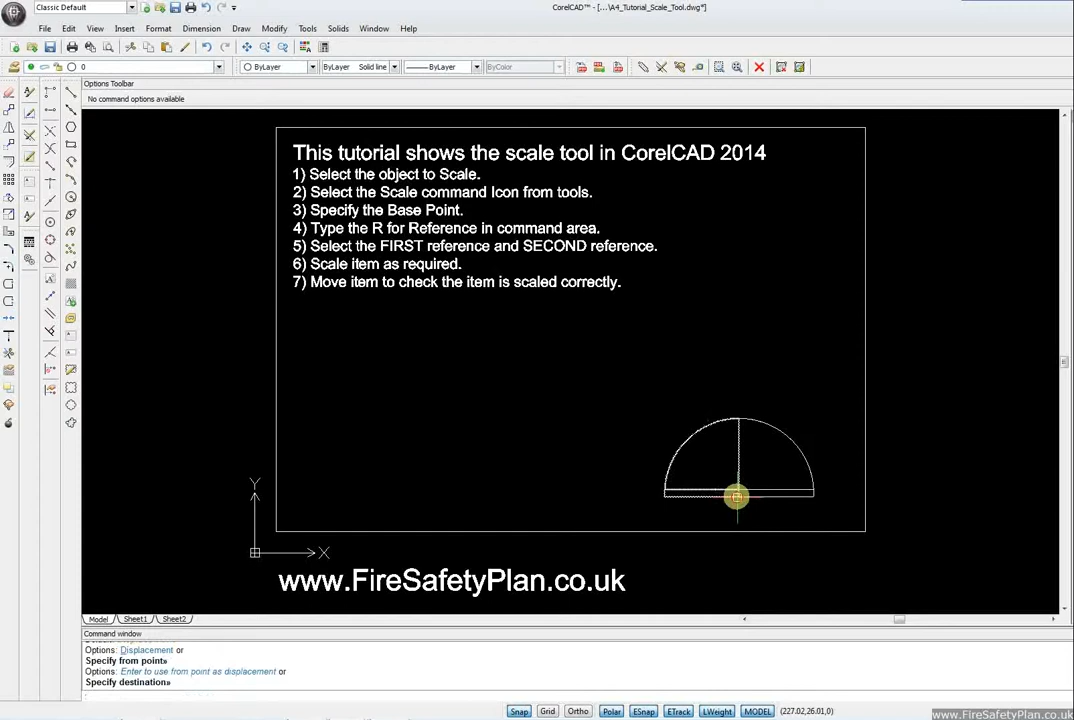 Classic Default
CorelCAD™ - [...\A4_Tutorial_Scale_Tool.dwg*]
File Edit View Insert Format Tools Dimension Draw Modify Tools Solids Window Help
0 ByLayer ByLayer Solid line ByLayer ByColor
Options Toolbar
No command options available
This tutorial shows the scale tool in CorelCAD 2014
1) Select the object to Scale.
2) Select the Scale command Icon from tools.
3) Specify the Base Point.
4) Type the R for Reference in command area.
5) Select the FIRST reference and SECOND reference.
6) Scale item as required.
7) Move item to check the item is scaled correctly.
Y
X
www.FireSafetyPlan.co.uk
Model Sheet1 Sheet2
Command window
Options: Displacement or
Specify from point»
Options: Enter to use from point as displacement or
Specify destination»
Snap Grid Ortho Polar ESnap ETrack LWeight MODEL (227.02,26.01,0)
www.FireSafetyPlan.co.uk